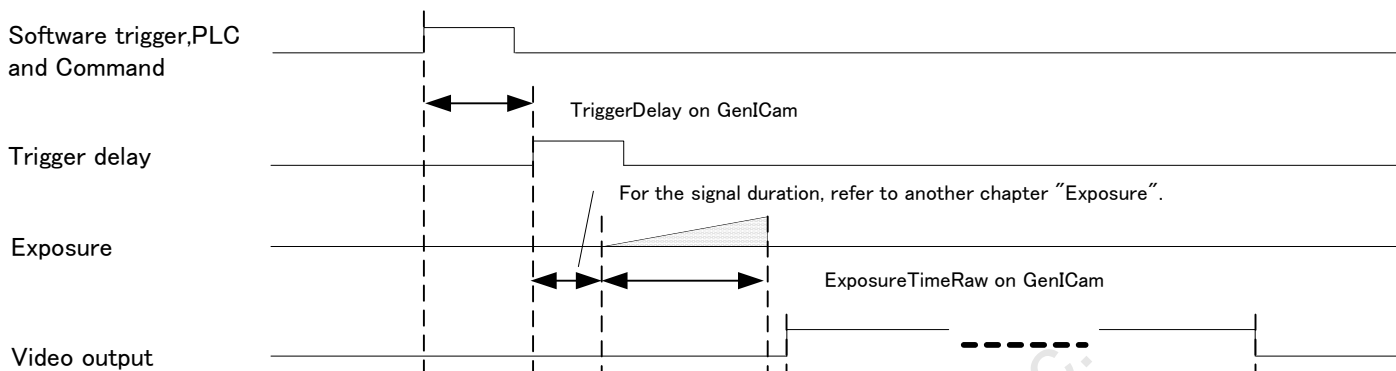 Software trigger,PLC
and Command
TriggerDelay on GenICam
Trigger delay
For the signal duration, refer to another chapter "Exposure".
Exposure
ExposureTimeRaw on GenICam
Video output